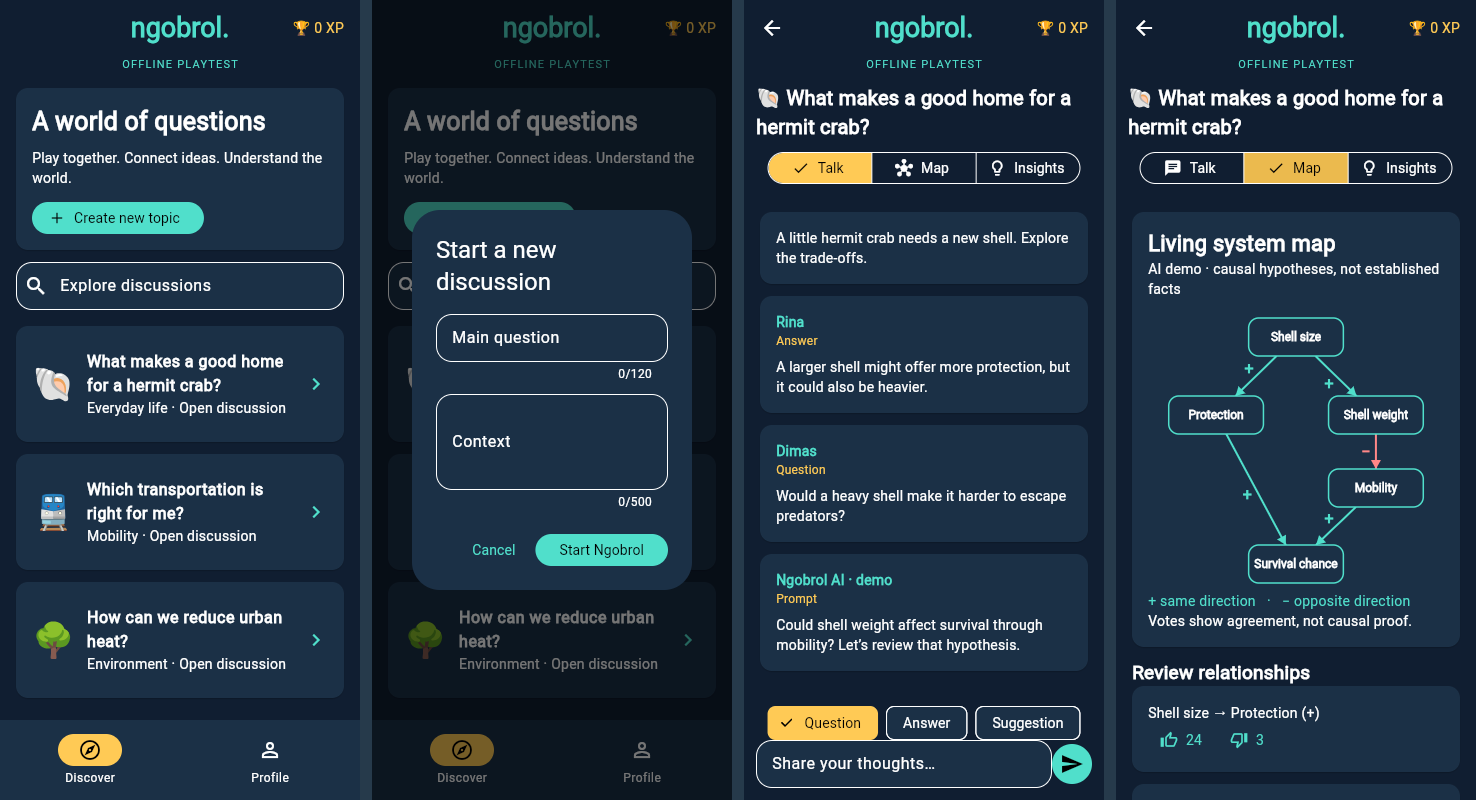 ngobrol.
0 XP
OFFLINE PLAYTEST
A world of questions
Play together. Connect ideas. Understand the
world.
+ Create new topic
Explore discussions
What makes a good home
for a hermit crab?
Everyday life · Open discussion
Which transportation is
right for me?
Mobility · Open discussion
How can we reduce urban
heat?
Environment · Open discussion
Discover
Profile
ngobrol.
0 XP
OFFLINE PLAYTEST
A world of questions
Play together. Connect ideas. Understand the
world.
Start a new
discussion
Main question
0/120
Context
0/500
Cancel
Start Ngobrol
How can we reduce urban
heat?
Environment · Open discussion
Discover
Profile
ngobrol.
0 XP
OFFLINE PLAYTEST
What makes a good home for a
hermit crab?
Talk
Map
Insights
A little hermit crab needs a new shell. Explore
the trade-offs.
Rina
Answer
A larger shell might offer more protection, but
it could also be heavier.
Dimas
Question
Would a heavy shell make it harder to escape
predators?
Ngobrol AI · demo
Prompt
Could shell weight affect survival through
mobility? Let's review that hypothesis.
Question
Answer
Suggestion
Share your thoughts…
ngobrol.
0 XP
OFFLINE PLAYTEST
What makes a good home for a
hermit crab?
Talk
Map
Insights
Living system map
AI demo · causal hypotheses, not established
facts
Shell size
+
+
Protection
Shell weight
−
Mobility
+
+
Survival chance
+ same direction · − opposite direction
Votes show agreement, not causal proof.
Review relationships
Shell size → Protection (+)
24
3